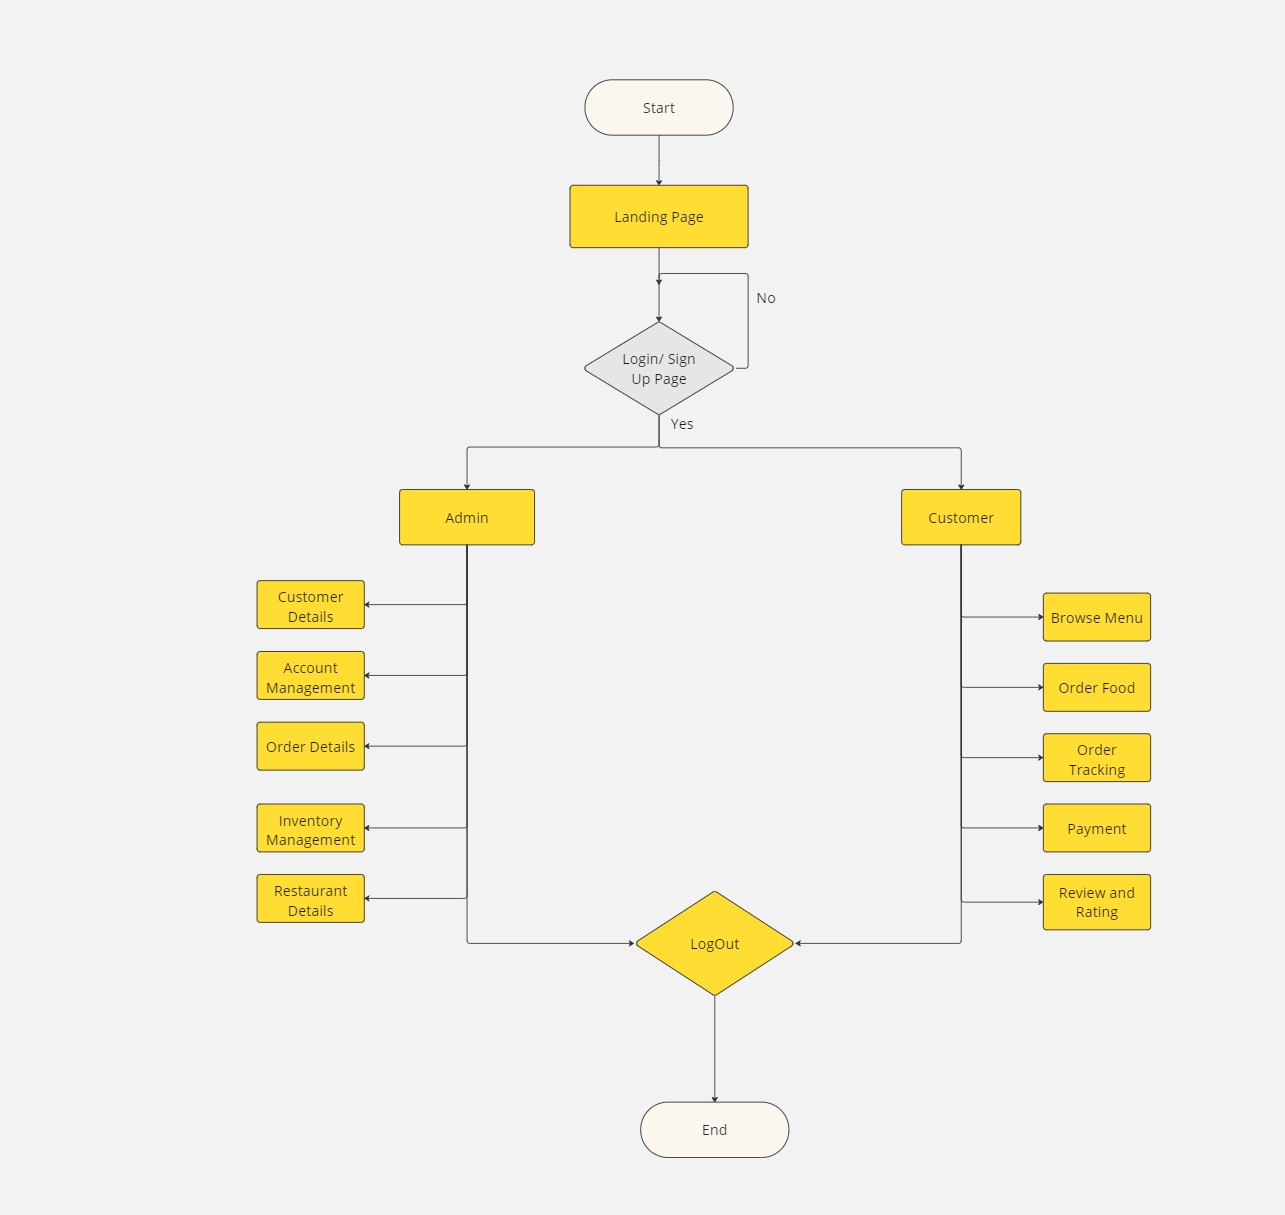 Start
Landing Page
No
Login/ Sign
Up Page
Yes
Admin
Customer
Customer
Details
Account
Management
Order Details
Inventory
Management
Restaurant
Details
Browse Menu
Order Food
Order
Tracking
Payment
Review and
Rating
LogOut
End